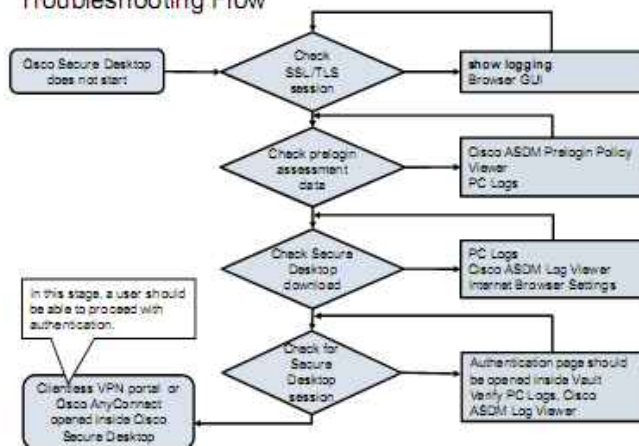 Troubleshooting Flow
Cisco Secure Desktop
does not start
Check
SSL/TLS
session
show logging
Browser GUI
Check prelogin
assessment
data
Cisco ASDM Prelogin Policy
Viewer
PC Logs
Check Secure
Desktop
download
PC Logs
Cisco ASDM Log Viewer
Internet Browser Settings
In this stage, a user should
be able to proceed with
authentication.
Check for
Secure
Desktop
session
Authentication page should
be opened inside Vault
Verify PC Logs, Cisco
ASDM Log Viewer
Clientless VPN portal or
Cisco AnyConnect
opened inside Cisco
Secure Desktop